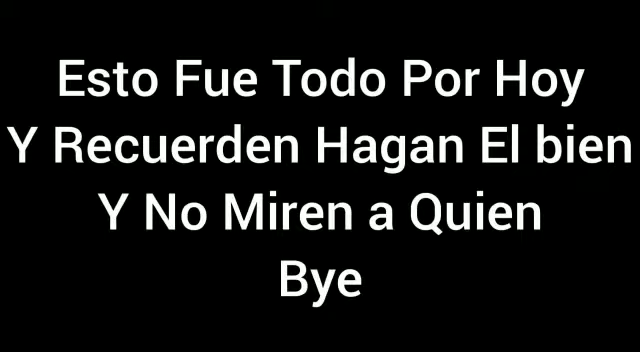 Esto Fue Todo Por Hoy
Y Recuerden Hagan El bien
Y No Miren a Quien
Bye